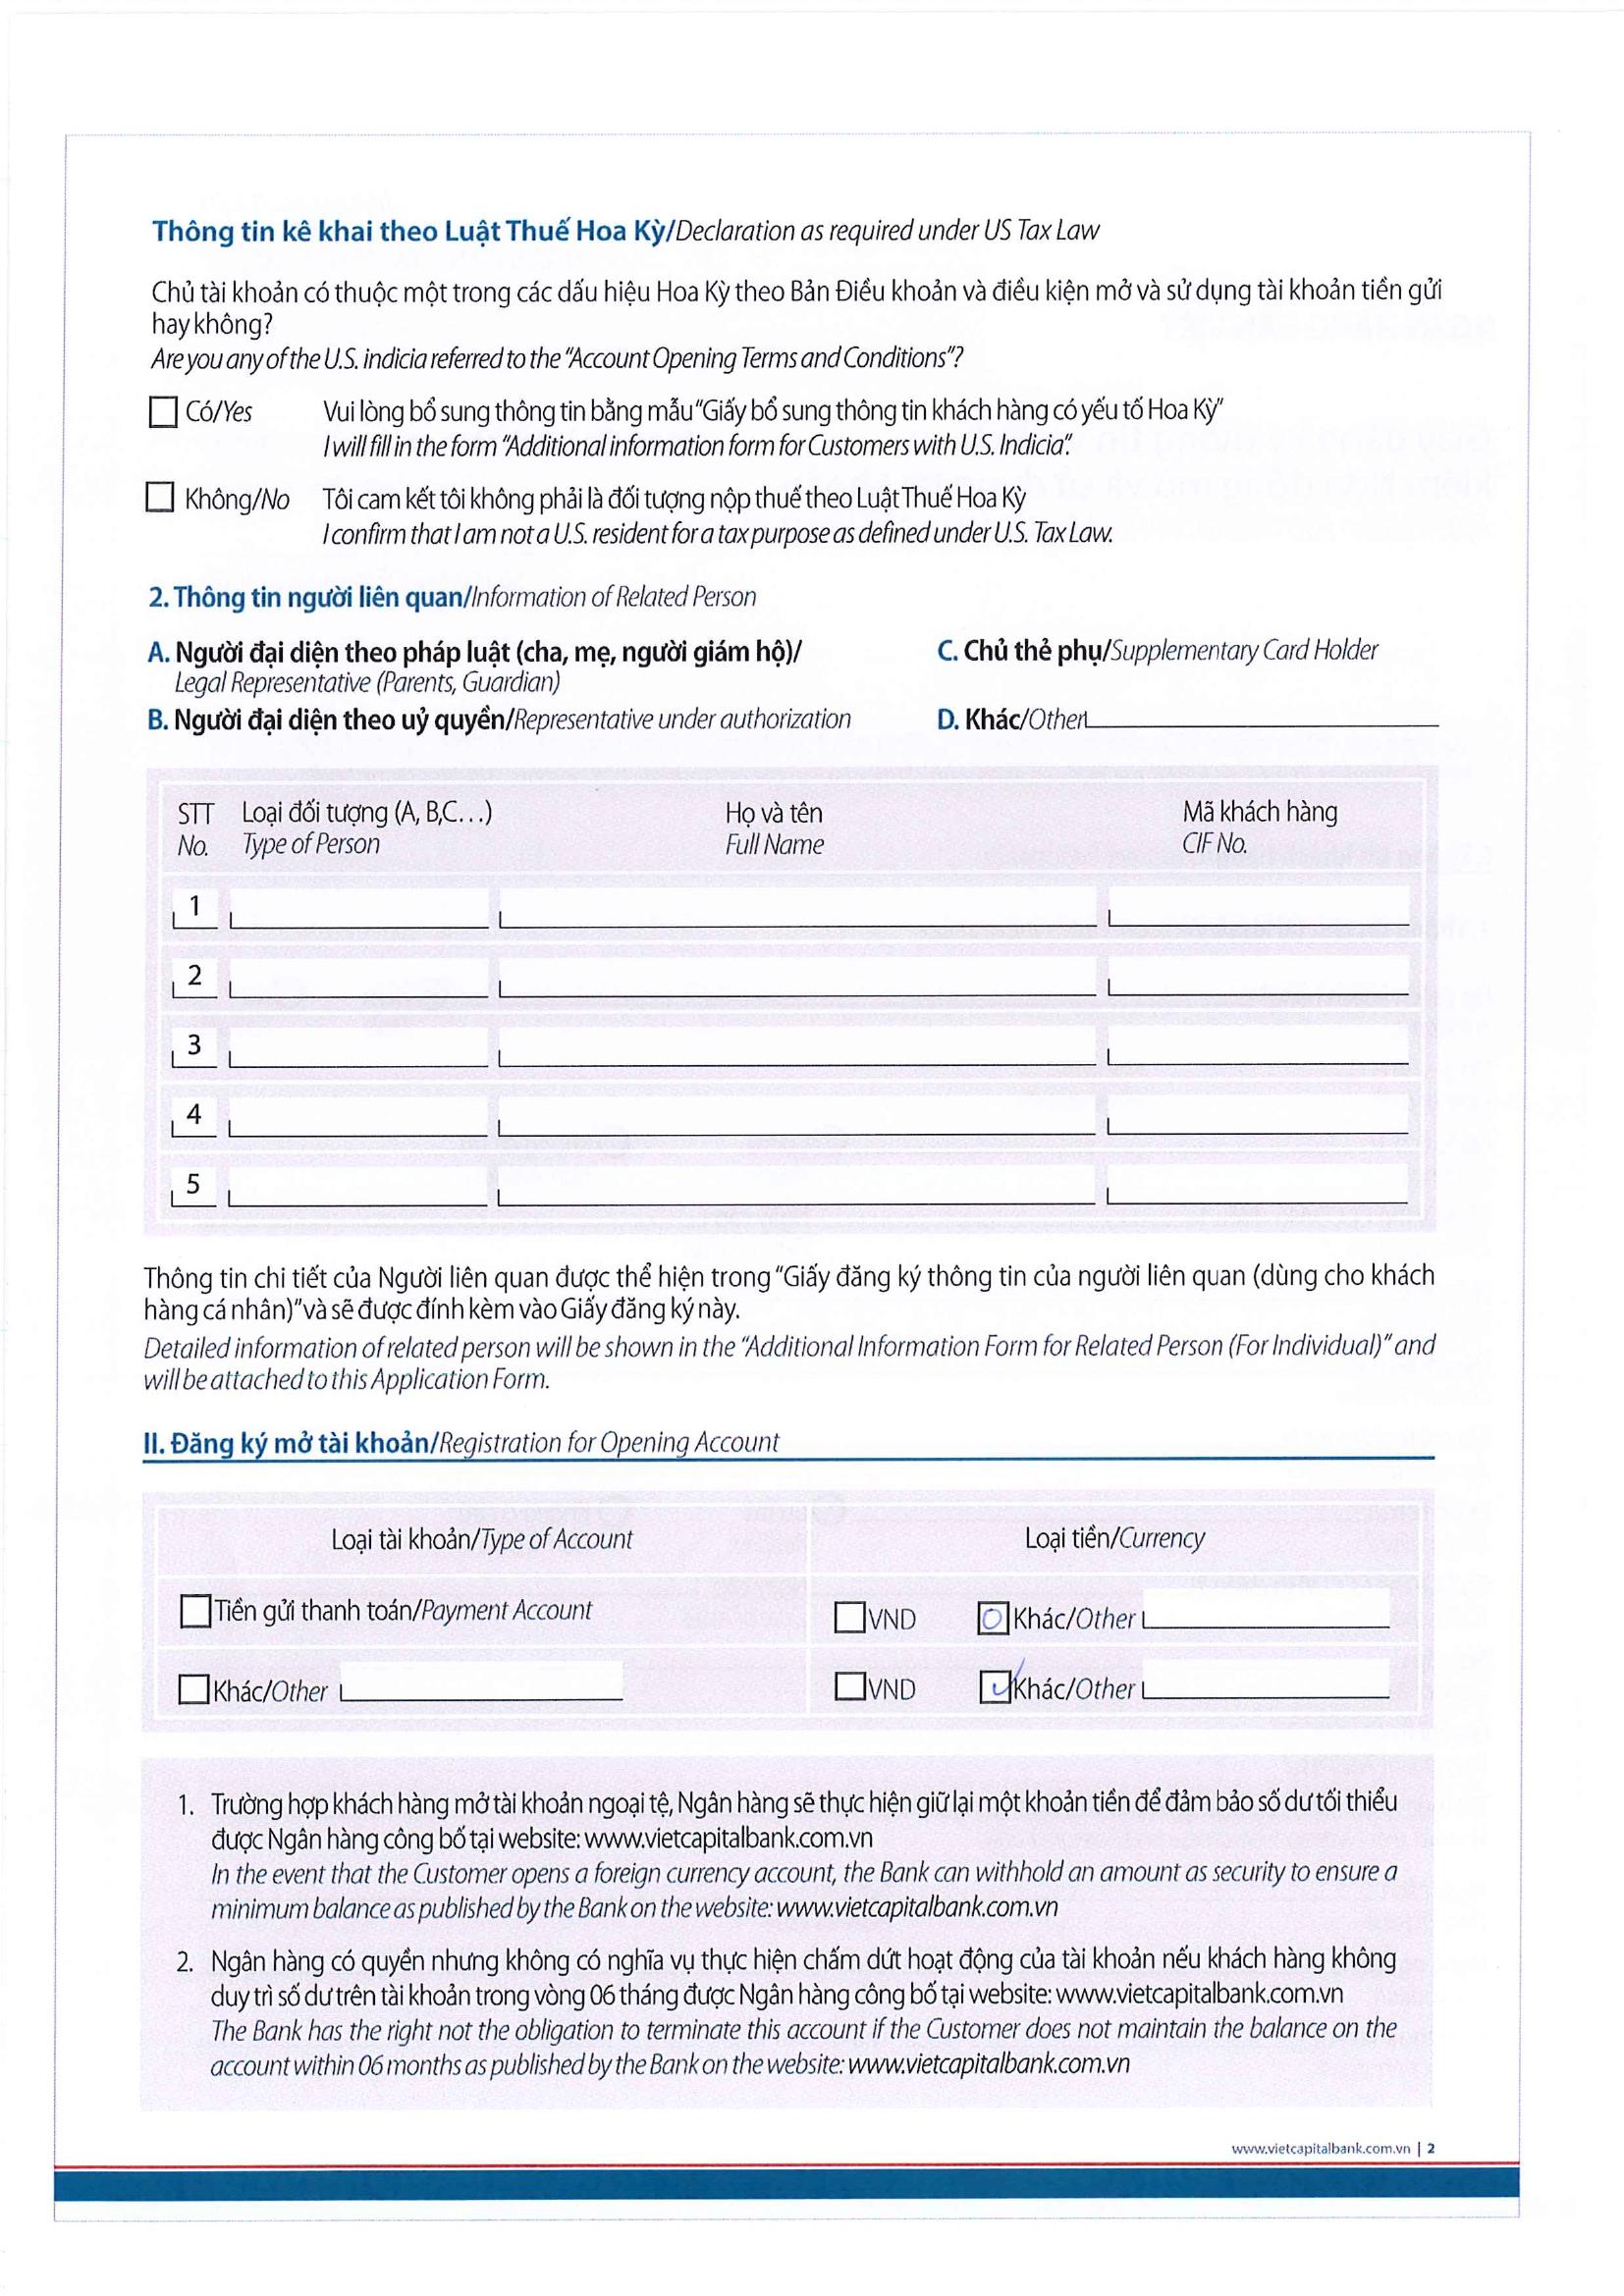 Thông tin kê khai theo Luật Thuế Hoa Kỳ/Declaration as required under US Tax Law
Chủ tài khoản có thuộc một trong các dấu hiệu Hoa Kỳ theo Bản Điều khoản và điều kiện mở và sử dụng tài khoản tiền gửi
hay không?
Are you any of the U.S. indicia referred to the “Account Opening Terms and Conditions”?
Có/Yes Vui lòng bổ sung thông tin bằng mẫu “Giấy bổ sung thông tin khách hàng có yếu tố Hoa Kỳ”
I will fill in the form “Additional information form for Customers with U.S. Indicia”.
Không/No Tôi cam kết tôi không phải là đối tượng nộp thuế theo Luật Thuế Hoa Kỳ
I confirm that I am not a U.S. resident for a tax purpose as defined under U.S. Tax Law.
2. Thông tin người liên quan/Information of Related Person
A. Người đại diện theo pháp luật (cha, mẹ, người giám hộ)/
Legal Representative (Parents, Guardian)
C. Chủ thẻ phụ/Supplementary Card Holder
B. Người đại diện theo uỷ quyền/Representative under authorization
D. Khác/Other
STT Loại đối tượng (A, B,C…) Họ và tên Mã khách hàng
No. Type of Person Full Name CIF No.
1
2
3
4
5
Thông tin chi tiết của Người liên quan được thể hiện trong “Giấy đăng ký thông tin của người liên quan (dùng cho khách
hàng cá nhân)” và sẽ được đính kèm vào Giấy đăng ký này.
Detailed information of related person will be shown in the “Additional Information Form for Related Person (For Individual)” and
will be attached to this Application Form.
II. Đăng ký mở tài khoản/Registration for Opening Account
Loại tài khoản/Type of Account Loại tiền/Currency
Tiền gửi thanh toán/Payment Account VND Khác/Other
Khác/Other VND Khác/Other
1. Trường hợp khách hàng mở tài khoản ngoại tệ, Ngân hàng sẽ thực hiện giữ lại một khoản tiền để đảm bảo số dư tối thiểu
được Ngân hàng công bố tại website: www.vietcapitalbank.com.vn
In the event that the Customer opens a foreign currency account, the Bank can withhold an amount as security to ensure a
minimum balance as published by the Bank on the website: www.vietcapitalbank.com.vn
2. Ngân hàng có quyền nhưng không có nghĩa vụ thực hiện chấm dứt hoạt động của tài khoản nếu khách hàng không
duy trì số dư trên tài khoản trong vòng 06 tháng được Ngân hàng công bố tại website: www.vietcapitalbank.com.vn
The Bank has the right not the obligation to terminate this account if the Customer does not maintain the balance on the
account within 06 months as published by the Bank on the website: www.vietcapitalbank.com.vn
www.vietcapitalbank.com.vn | 2